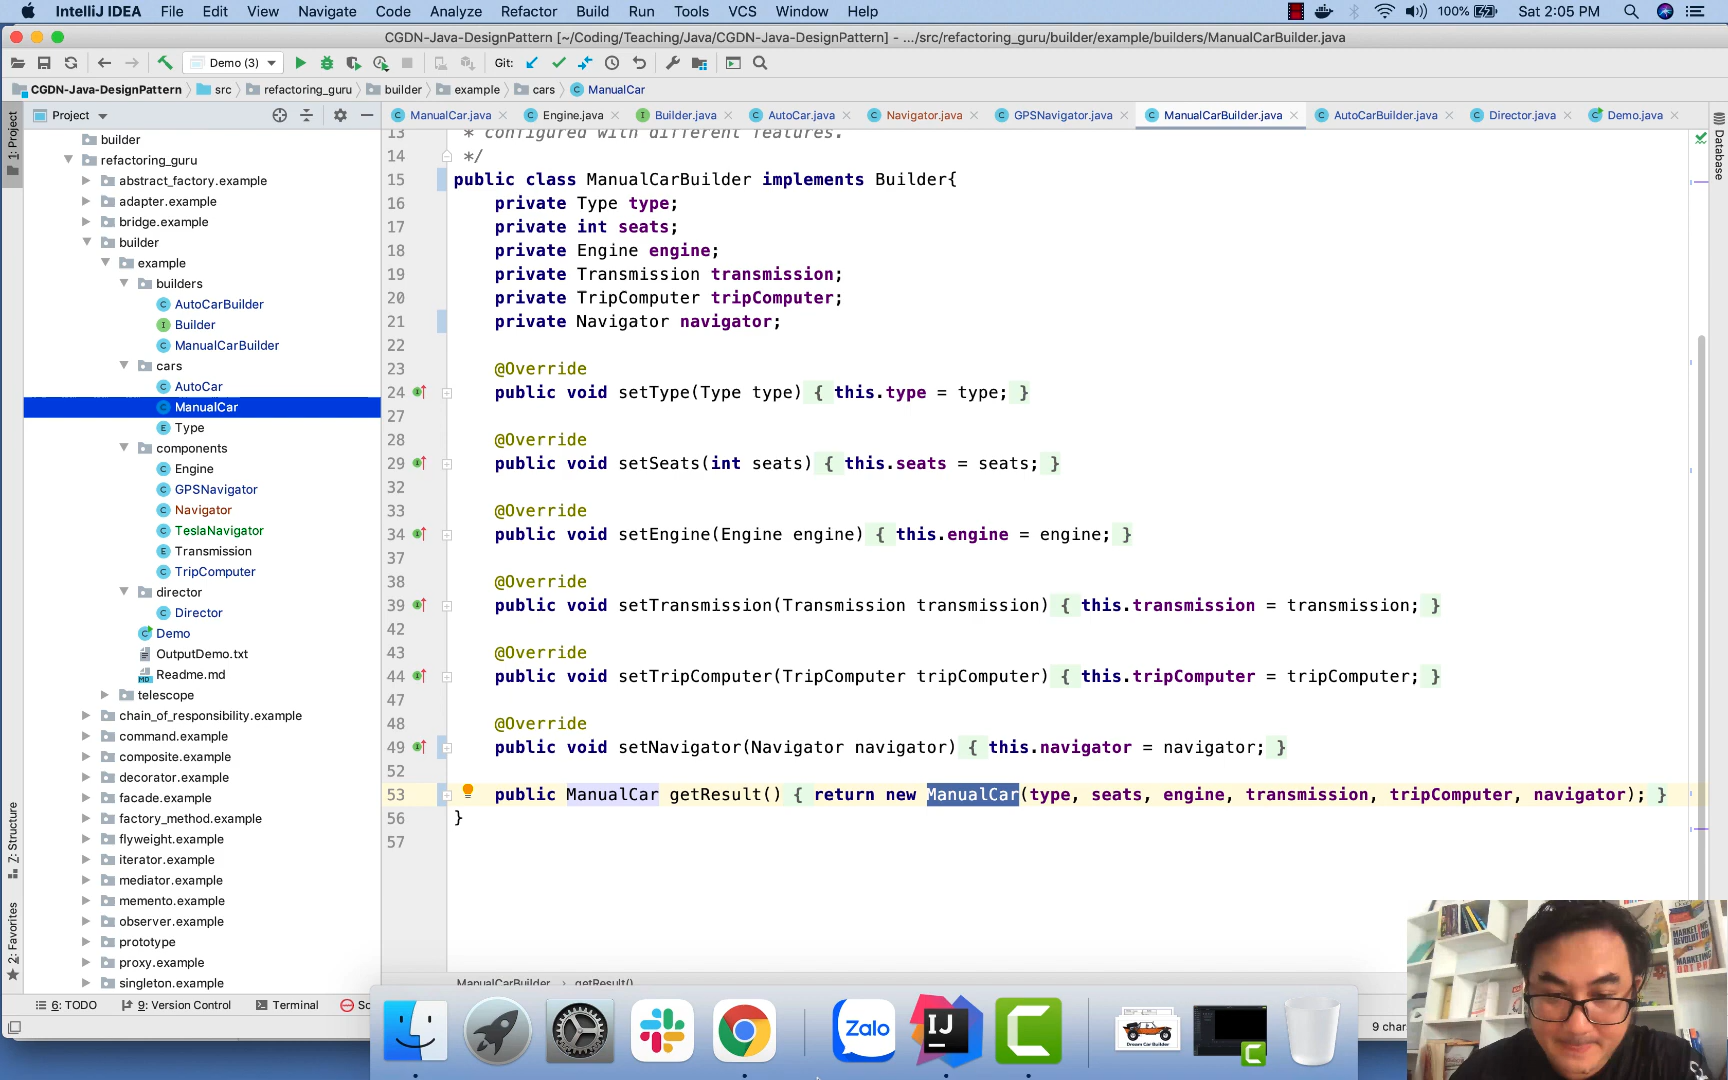 IntelliJ IDEA File Edit View Navigate Code Analyze Refactor Build Run Tools VCS Window Help 100% Sat 2:05 PM
CGDN-Java-DesignPattern [~/Coding/Teaching/Java/CGDN-Java-DesignPattern] - .../src/refactoring_guru/builder/example/builders/ManualCarBuilder.java
Demo (3) Git:
CGDN-Java-DesignPattern src refactoring_guru builder example cars ManualCar
Project ManualCar.java Engine.java Builder.java AutoCar.java Navigator.java GPSNavigator.java ManualCarBuilder.java AutoCarBuilder.java Director.java Demo.java
1: Project
Z: Structure
2: Favorites
Database
builder
refactoring_guru
abstract_factory.example
adapter.example
bridge.example
builder
example
builders
AutoCarBuilder
Builder
ManualCarBuilder
cars
AutoCar
ManualCar
Type
components
Engine
GPSNavigator
Navigator
TeslaNavigator
Transmission
TripComputer
director
Director
Demo
OutputDemo.txt
Readme.md
telescope
chain_of_responsibility.example
command.example
composite.example
decorator.example
facade.example
factory_method.example
flyweight.example
iterator.example
mediator.example
memento.example
observer.example
prototype
proxy.example
singleton.example
13 * configured with different features.
14 */
15 public class ManualCarBuilder implements Builder{
16 private Type type;
17 private int seats;
18 private Engine engine;
19 private Transmission transmission;
20 private TripComputer tripComputer;
21 private Navigator navigator;
22
23 @Override
24 public void setType(Type type) { this.type = type; }
27
28 @Override
29 public void setSeats(int seats) { this.seats = seats; }
32
33 @Override
34 public void setEngine(Engine engine) { this.engine = engine; }
37
38 @Override
39 public void setTransmission(Transmission transmission) { this.transmission = transmission; }
42
43 @Override
44 public void setTripComputer(TripComputer tripComputer) { this.tripComputer = tripComputer; }
47
48 @Override
49 public void setNavigator(Navigator navigator) { this.navigator = navigator; }
52
53 public ManualCar getResult() { return new ManualCar(type, seats, engine, transmission, tripComputer, navigator); }
56 }
57
ManualCarBuilder › getResult()
6: TODO 9: Version Control Terminal
9 char
Zalo
IJ
Dream Car Builder
MARKETING
REVOLUTION